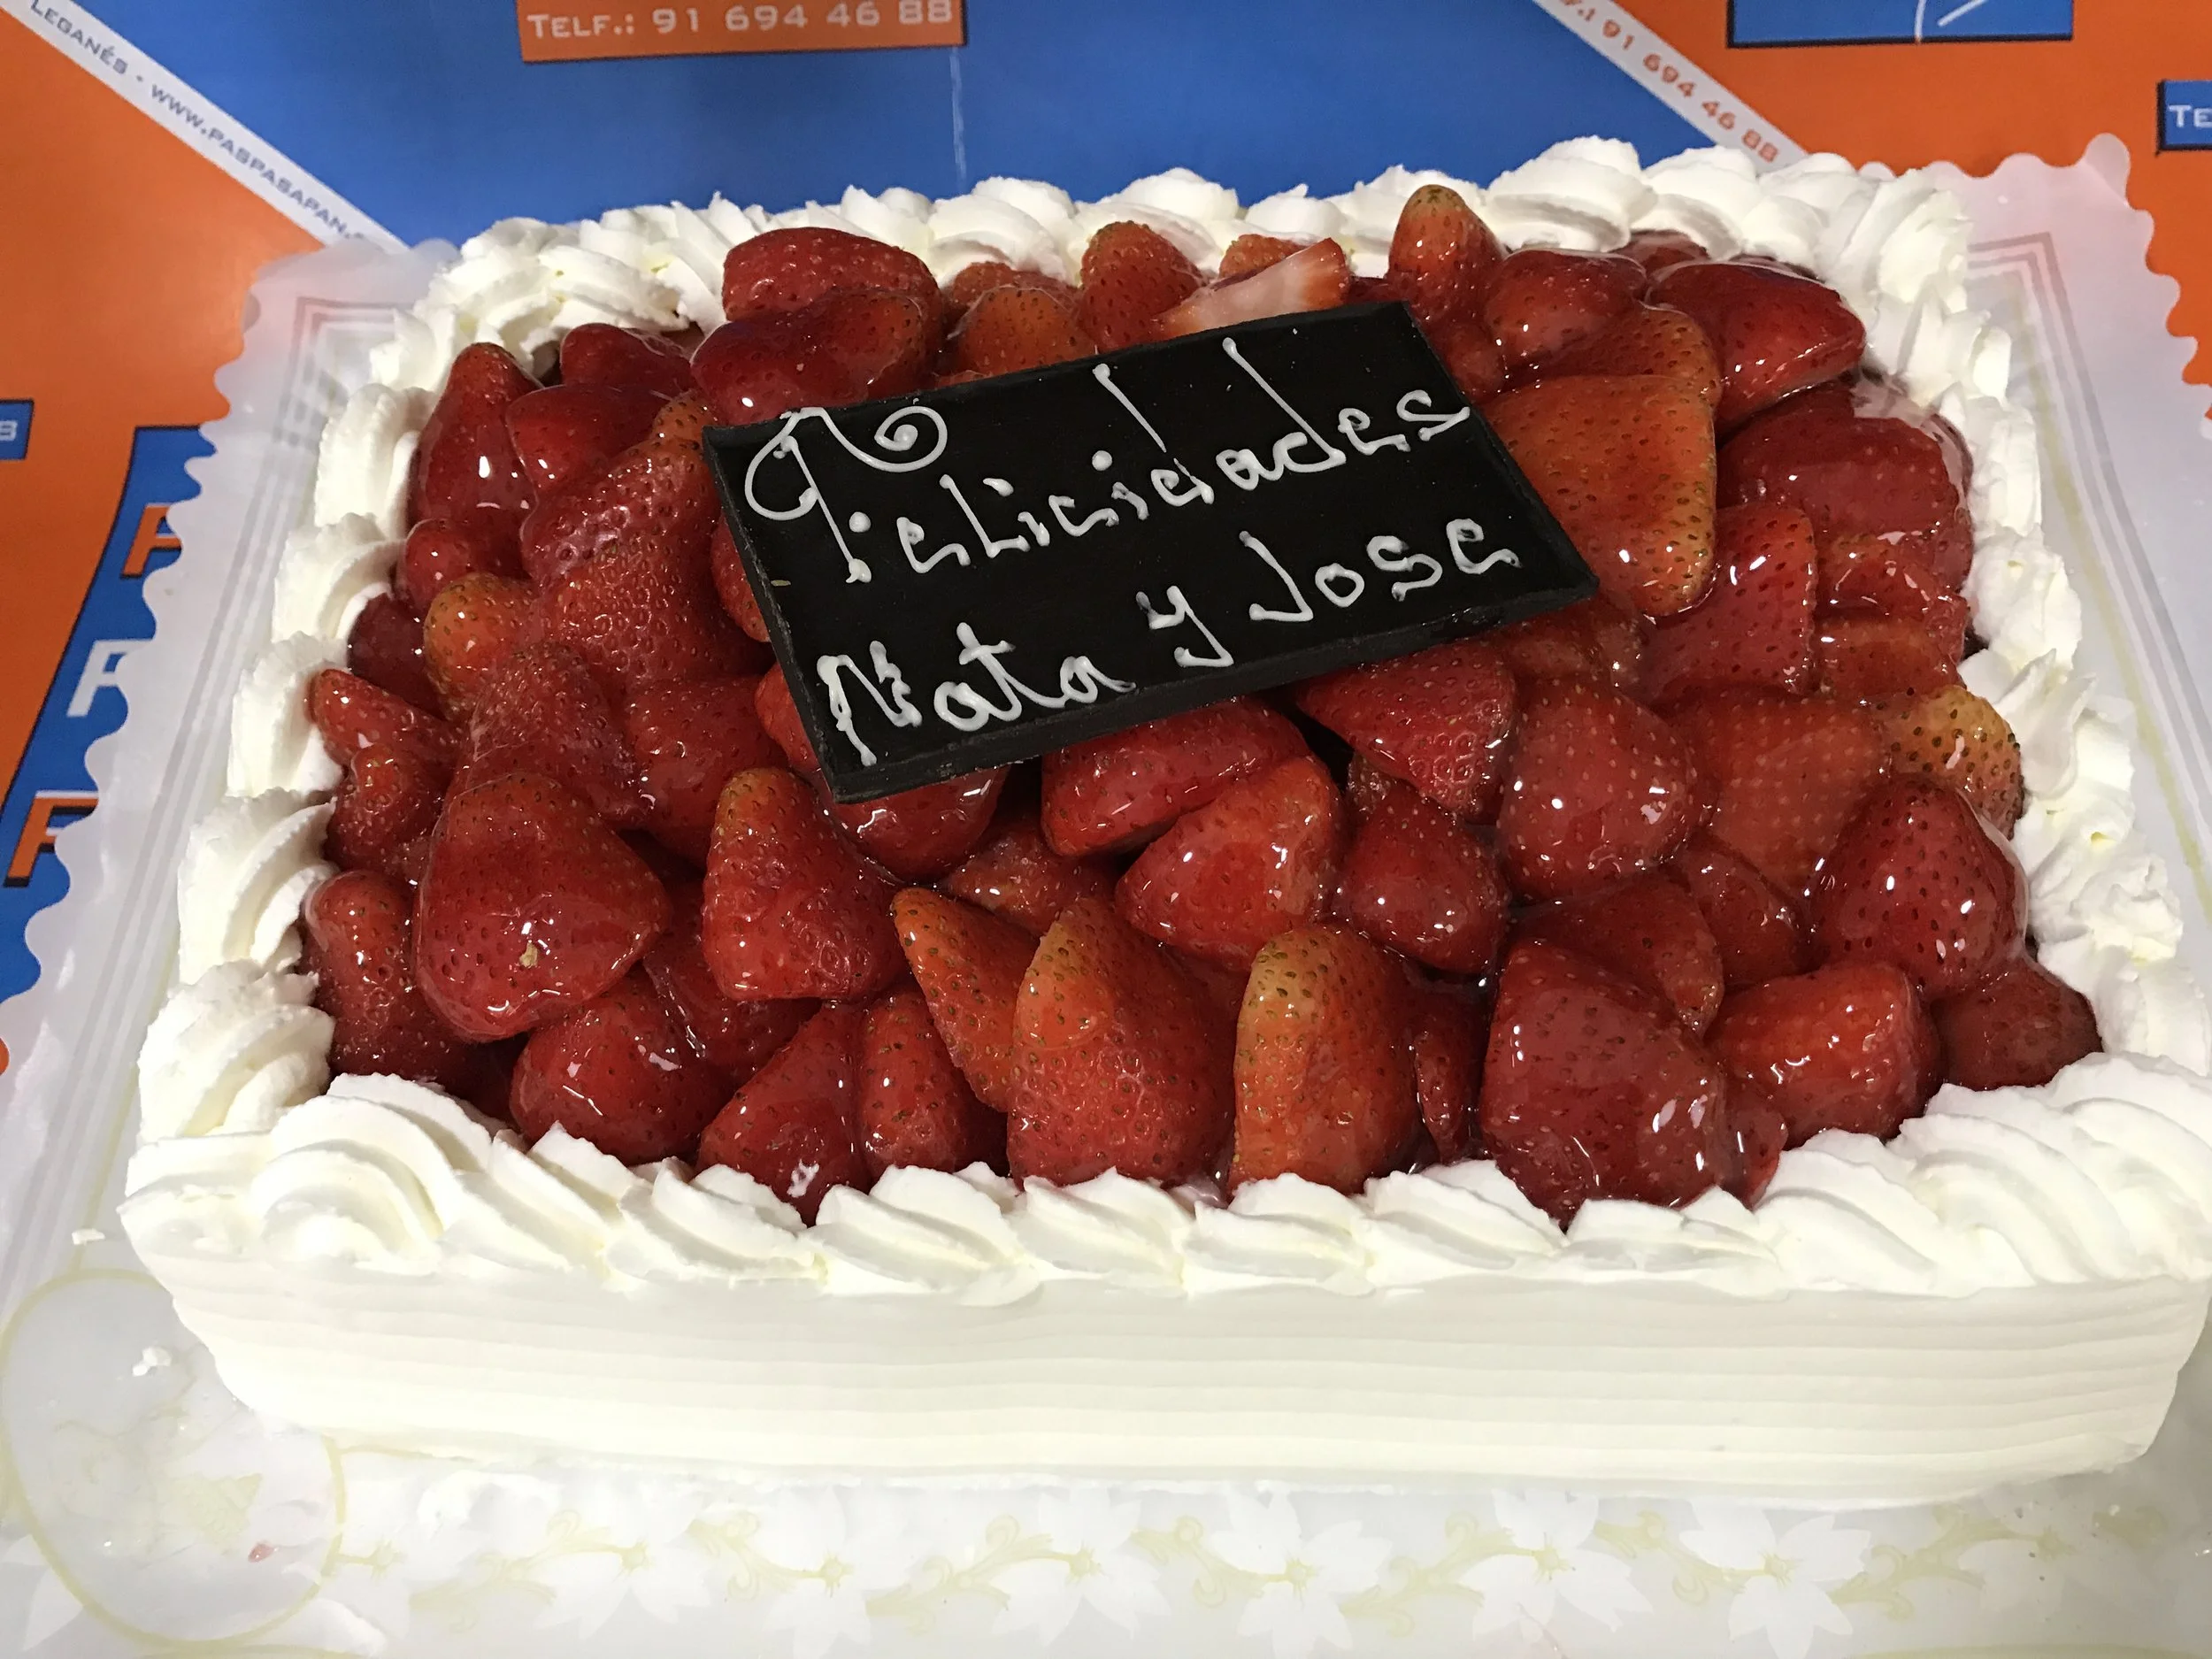 LEGANÉS · WWW.PASPASAPAN.
TELF.: 91 694 46 88
91 694 46 88
Felicidades
Nata y Jose